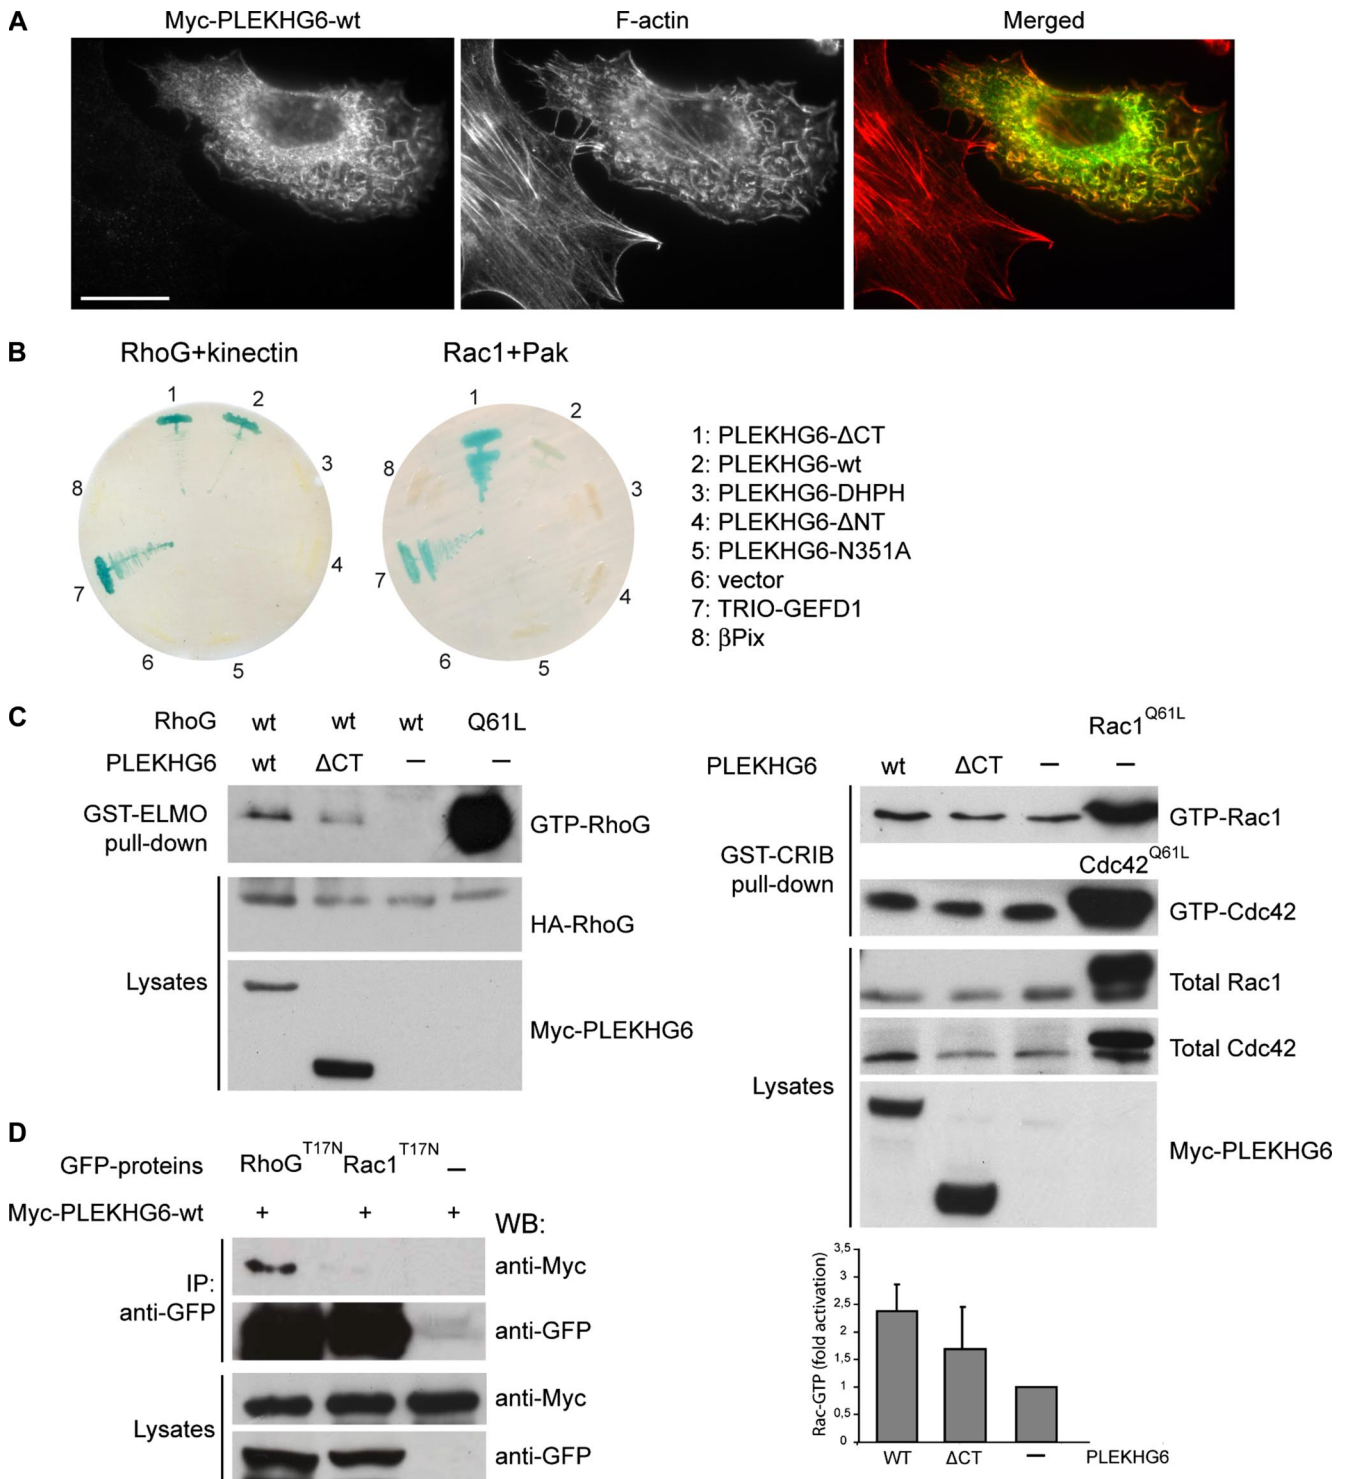 A
Myc-PLEKHG6-wt F-actin Merged
B
RhoG+kinectin Rac1+Pak
1 2 3 4 5 6 7 8
1 2 3 4 5 6 7 8
1: PLEKHG6-ΔCT
2: PLEKHG6-wt
3: PLEKHG6-DHPH
4: PLEKHG6-ΔNT
5: PLEKHG6-N351A
6: vector
7: TRIO-GEFD1
8: βPix
C
RhoG wt wt wt Q61L
PLEKHG6 wt ΔCT – –
GST-ELMO
pull-down
GTP-RhoG
HA-RhoG
Lysates
Myc-PLEKHG6
Rac1Q61L
PLEKHG6 wt ΔCT – –
GST-CRIB
pull-down
GTP-Rac1
Cdc42Q61L
GTP-Cdc42
Total Rac1
Total Cdc42
Lysates
Myc-PLEKHG6
Rac-GTP (fold activation)
3,5
3
2,5
2
1,5
1
0,5
0
WT ΔCT – PLEKHG6
D
GFP-proteins RhoGT17N Rac1T17N –
Myc-PLEKHG6-wt + + +
WB:
IP:
anti-GFP
anti-Myc
anti-GFP
Lysates
anti-Myc
anti-GFP